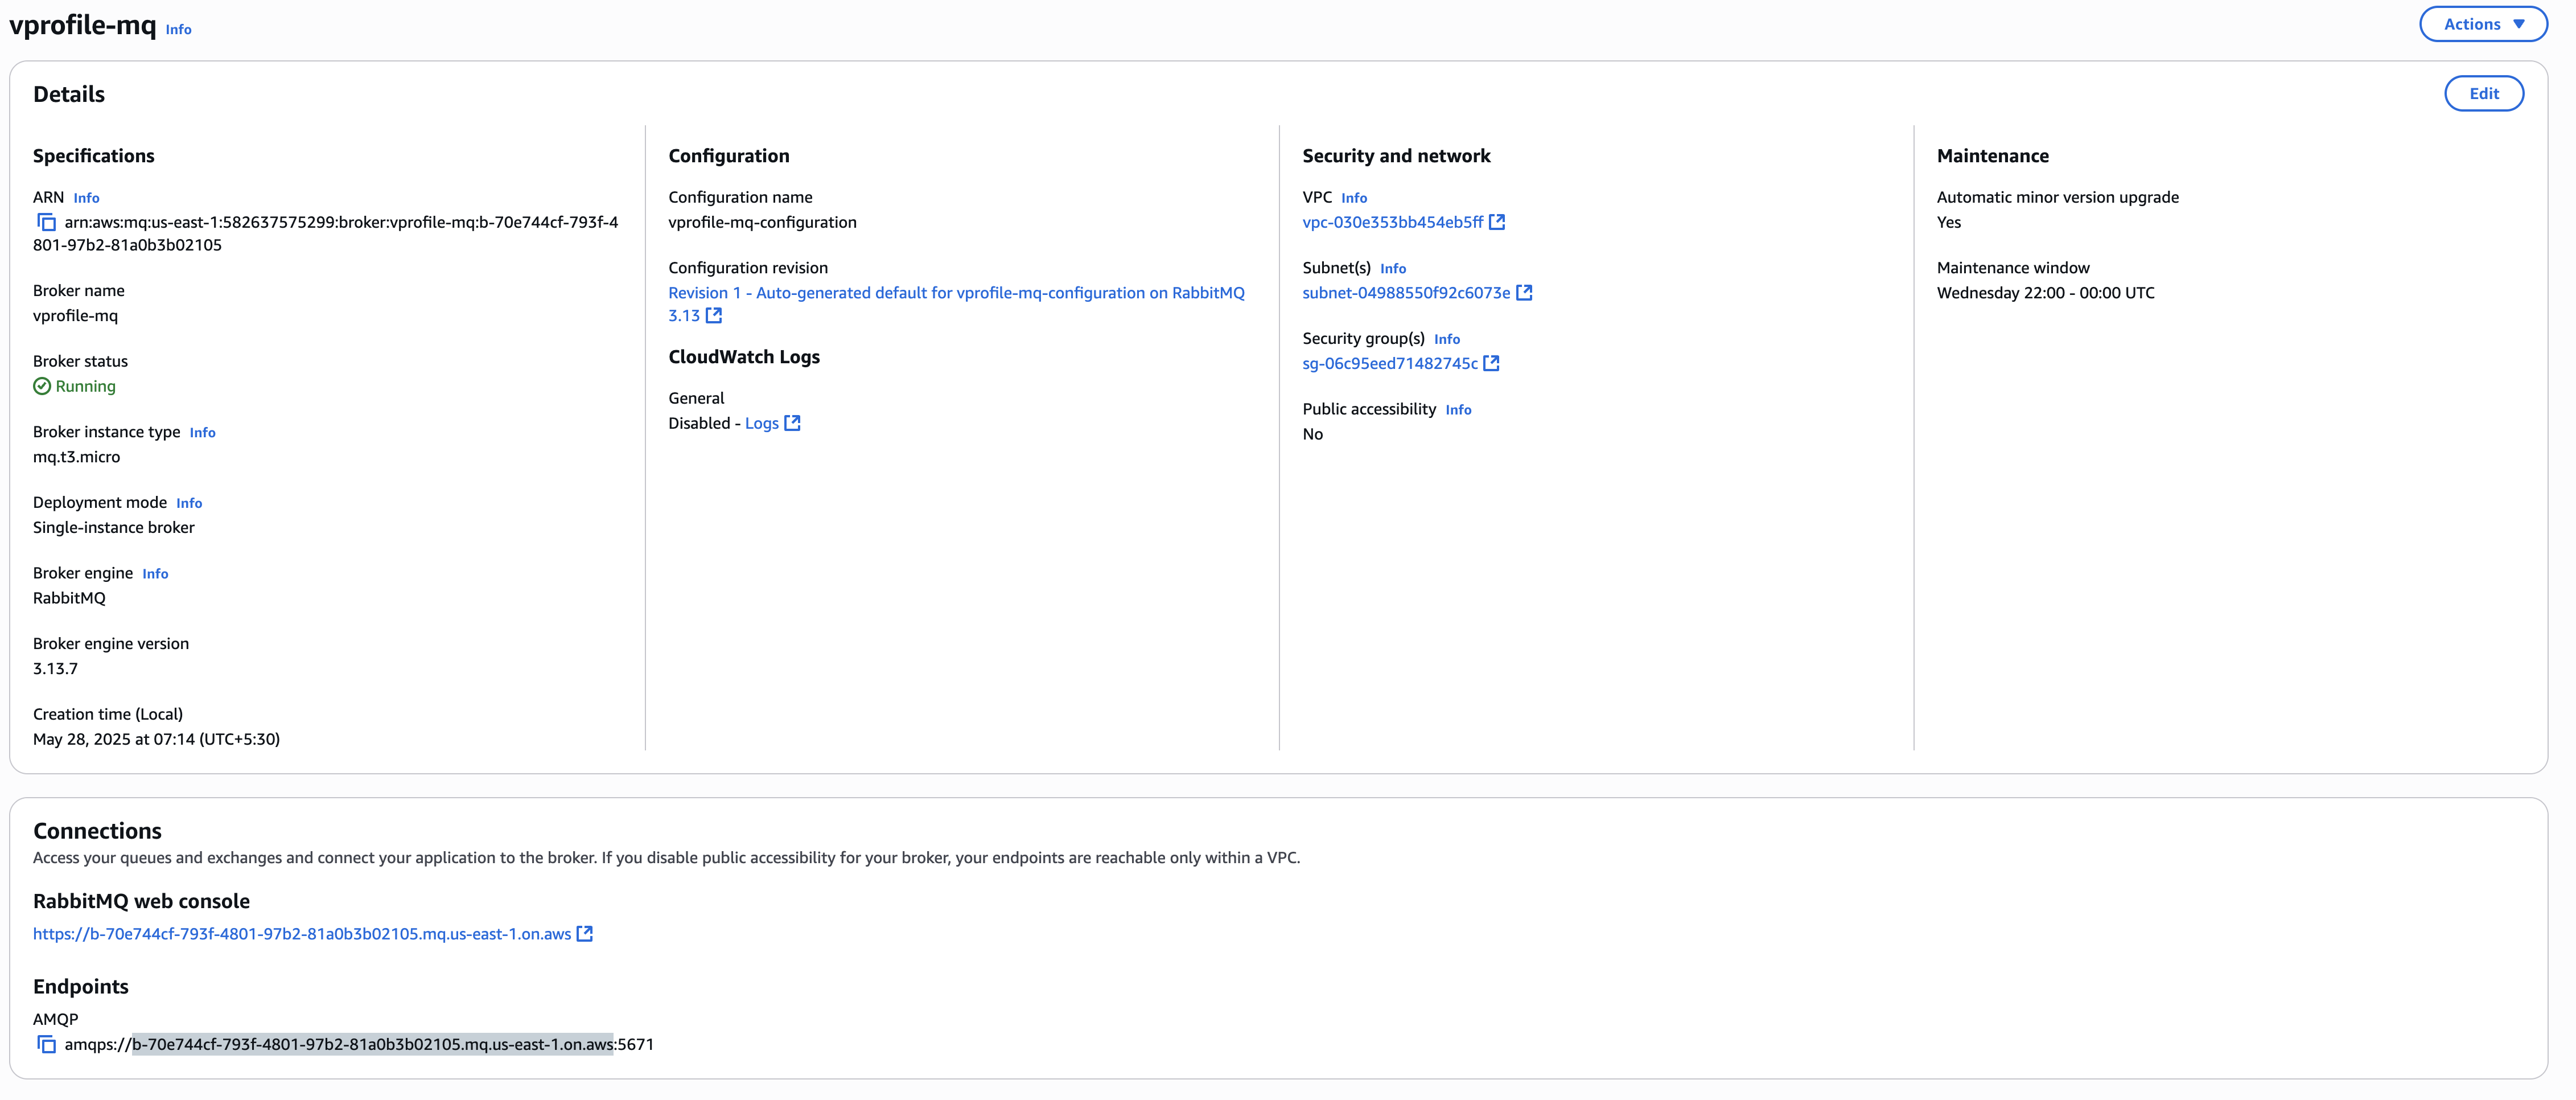 vprofile-mq Info
Actions
Details
Edit
Specifications
ARN Info
arn:aws:mq:us-east-1:582637575299:broker:vprofile-mq:b-70e744cf-793f-4
801-97b2-81a0b3b02105
Broker name
vprofile-mq
Broker status
Running
Broker instance type Info
mq.t3.micro
Deployment mode Info
Single-instance broker
Broker engine Info
RabbitMQ
Broker engine version
3.13.7
Creation time (Local)
May 28, 2025 at 07:14 (UTC+5:30)
Configuration
Configuration name
vprofile-mq-configuration
Configuration revision
Revision 1 - Auto-generated default for vprofile-mq-configuration on RabbitMQ
3.13
CloudWatch Logs
General
Disabled - Logs
Security and network
VPC Info
vpc-030e353bb454eb5ff
Subnet(s) Info
subnet-04988550f92c6073e
Security group(s) Info
sg-06c95eed71482745c
Public accessibility Info
No
Maintenance
Automatic minor version upgrade
Yes
Maintenance window
Wednesday 22:00 - 00:00 UTC
Connections
Access your queues and exchanges and connect your application to the broker. If you disable public accessibility for your broker, your endpoints are reachable only within a VPC.
RabbitMQ web console
https://b-70e744cf-793f-4801-97b2-81a0b3b02105.mq.us-east-1.on.aws
Endpoints
AMQP
amqps://b-70e744cf-793f-4801-97b2-81a0b3b02105.mq.us-east-1.on.aws:5671